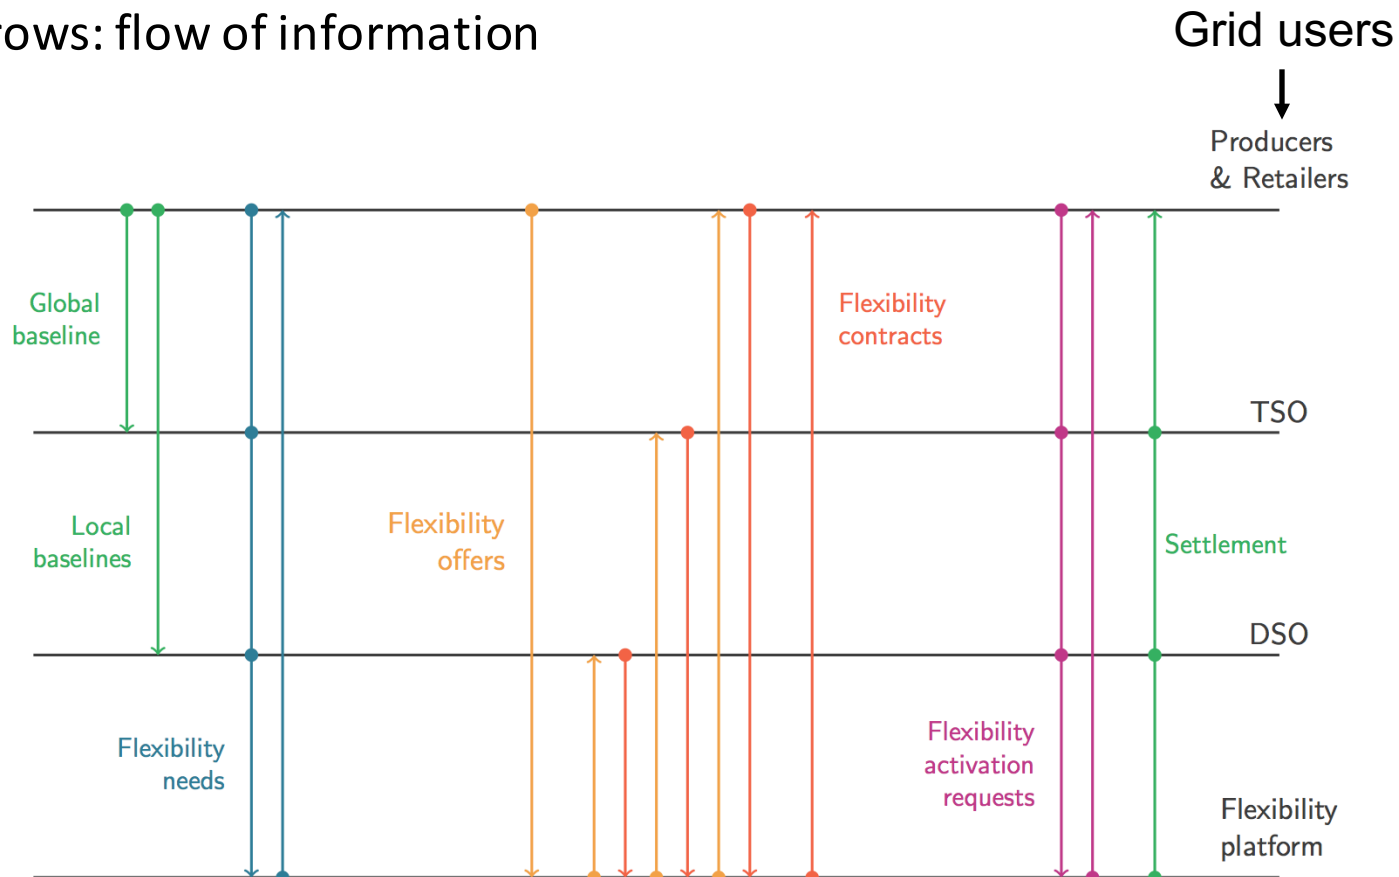 rows: flow of information
Grid users
Producers
& Retailers
Global
baseline
Flexibility
contracts
TSO
Local
baselines
Flexibility
offers
Settlement
DSO
Flexibility
needs
Flexibility
activation
requests
Flexibility
platform